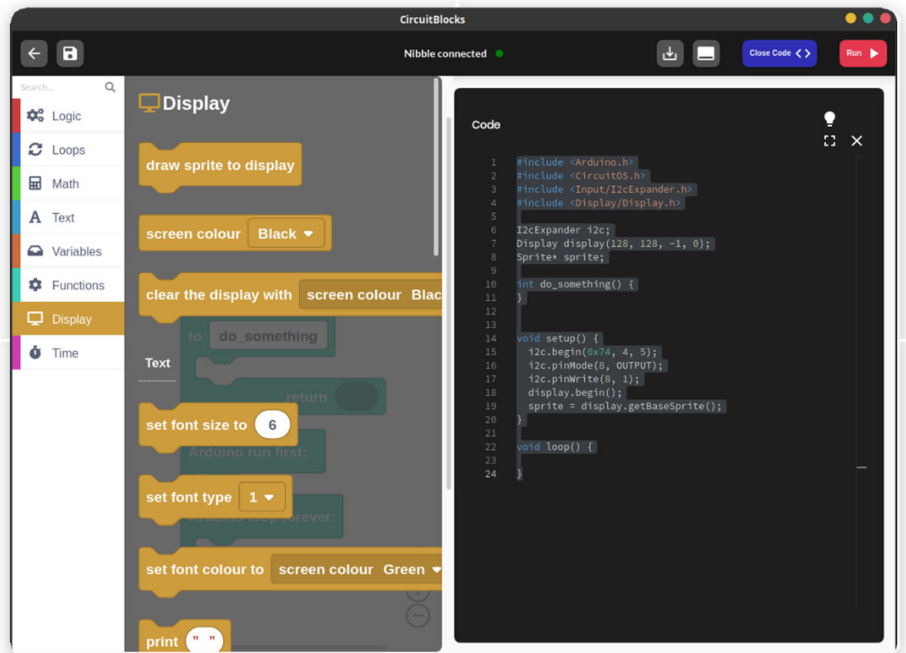 CircuitBlocks
Nibble connected
Close Code
Run
Search...
Logic
Loops
Math
Text
Variables
Functions
Display
Time
Display
draw sprite to display
screen colour Black
clear the display with screen colour Blac
to do_something
Text
return
set font size to 6
Arduino run first:
set font type 1
Arduino loop forever:
set font colour to screen colour Green
print " "
Code
1 #include <Arduino.h>
2 #include <CircuitOS.h>
3 #include <Input/I2cExpander.h>
4 #include <Display/Display.h>
5
6 I2cExpander i2c;
7 Display display(128, 128, -1, 0);
8 Sprite* sprite;
9
10 int do_something() {
11 }
12
13
14 void setup() {
15 i2c.begin(0x74, 4, 5);
16 i2c.pinMode(8, OUTPUT);
17 i2c.pinWrite(8, 1);
18 display.begin();
19 sprite = display.getBaseSprite();
20 }
21
22 void loop() {
23
24 }